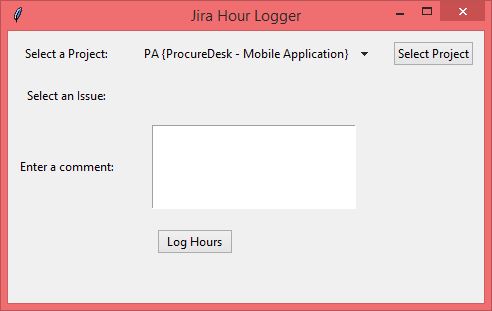 Jira Hour Logger
Select a Project: PA {ProcureDesk - Mobile Application} Select Project
Select an Issue:
Enter a comment:
Log Hours